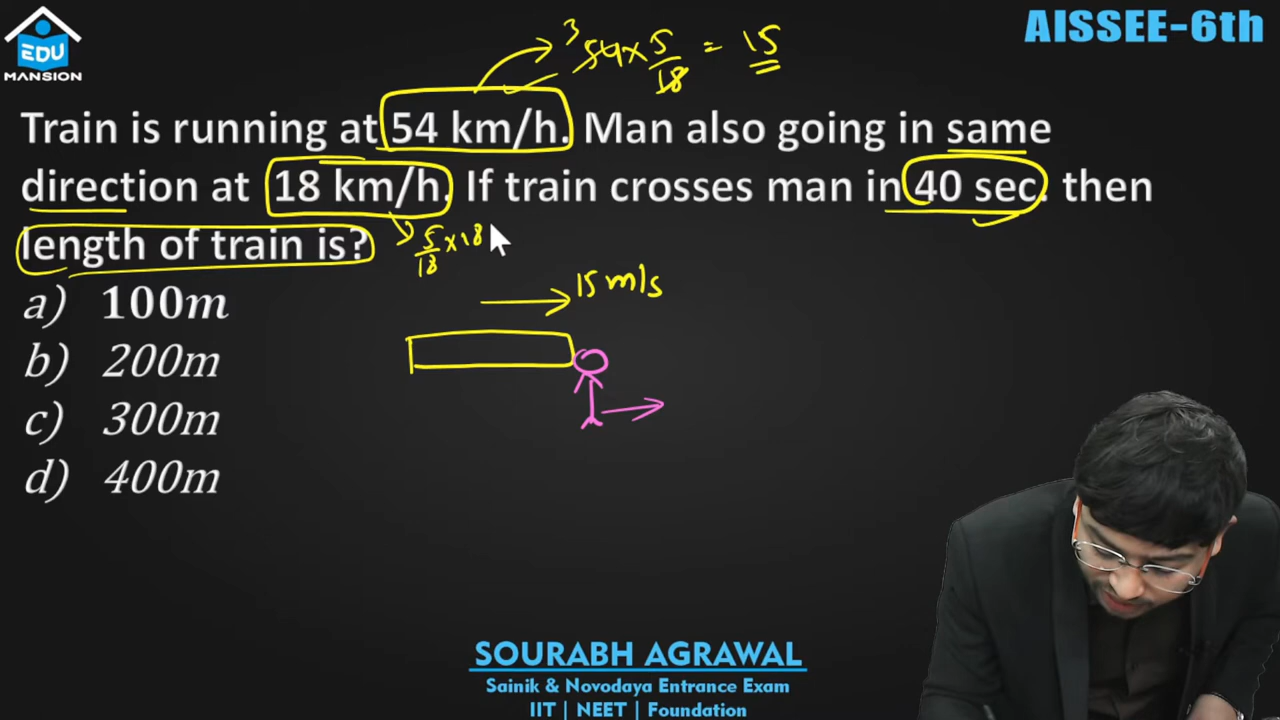 EDU
MANSION
AISSEE-6th
3
54 × 5/18 = 15
Train is running at 54 km/h. Man also going in same
direction at 18 km/h. If train crosses man in 40 sec. then
length of train is?
5/18 × 18
15 m/s
a) 100m
b) 200m
c) 300m
d) 400m
SOURABH AGRAWAL
Sainik & Novodaya Entrance Exam
IIT | NEET | Foundation